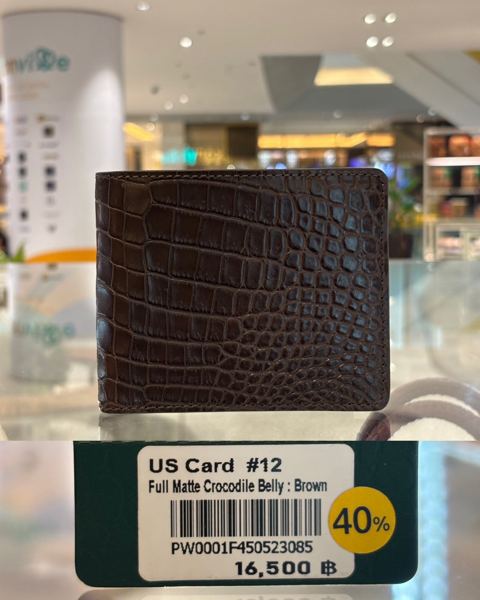 US Card #12
Full Matte Crocodile Belly : Brown
40%
PW0001F450523085
16,500 ฿